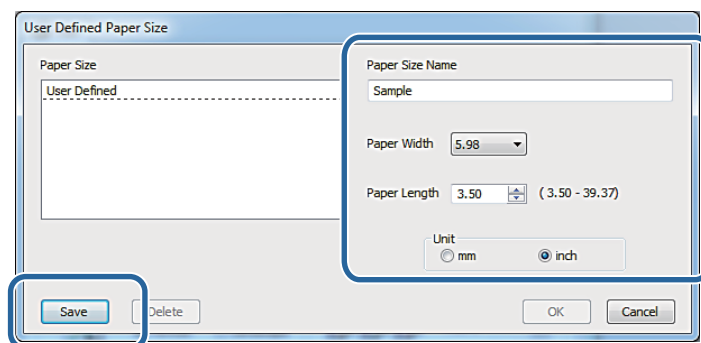 User Defined Paper Size
Paper Size
User Defined
Paper Size Name
Sample
Paper Width 5.98
Paper Length 3.50 ( 3.50 - 39.37)
Unit
mm inch
Save Delete OK Cancel